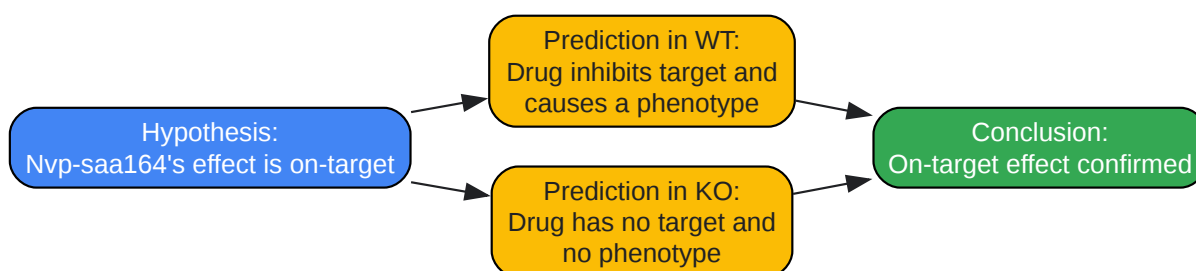 Hypothesis:
Nvp-saa164's effect is on-target
Prediction in WT:
Drug inhibits target and
causes a phenotype
Prediction in KO:
Drug has no target and
no phenotype
Conclusion:
On-target effect confirmed